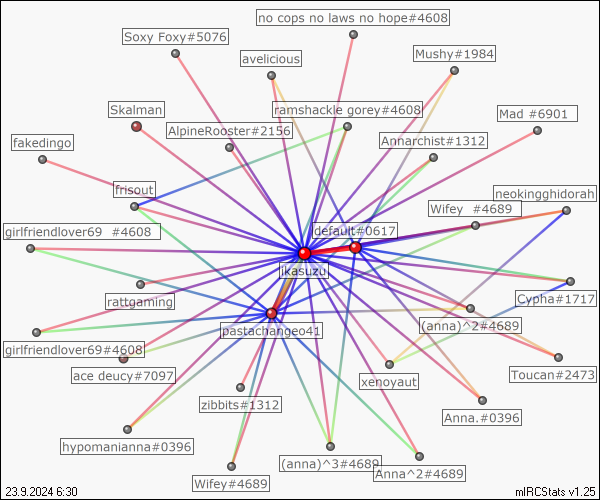 no cops no laws no hope#4608
Soxy Foxy#5076
avelicious
Mushy#1984
Skalman
ramshackle gorey#4608
Mad #6901
AlpineRooster#2156
fakedingo
Annarchist#1312
frisout
neokingghidorah
Wifey  #4689
girlfriendlover69  #4608
default#0617
ikasuzu
rattgaming
Cypha#1717
(anna)^2#4689
pastachangeo41
girlfriendlover69#4608
ace deucy#7097
xenoyaut
Toucan#2473
zibbits#1312
Anna.#0396
hypomanianna#0396
(anna)^3#4689
Anna^2#4689
Wifey#4689
23.9.2024 6:30
mIRCStats v1.25